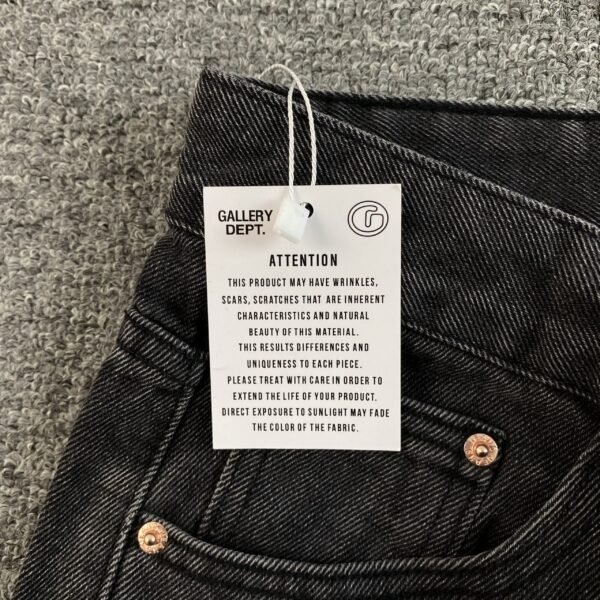 GALLERY
DEPT.
G
ATTENTION
THIS PRODUCT MAY HAVE WRINKLES,
SCARS, SCRATCHES THAT ARE INHERENT
CHARACTERISTICS AND NATURAL
BEAUTY OF THIS MATERIAL.
THIS RESULTS DIFFERENCES AND
UNIQUENESS TO EACH PIECE.
PLEASE TREAT WITH CARE IN ORDER TO
EXTEND THE LIFE OF YOUR PRODUCT.
DIRECT EXPOSURE TO SUNLIGHT MAY FADE
THE COLOR OF THE FABRIC.